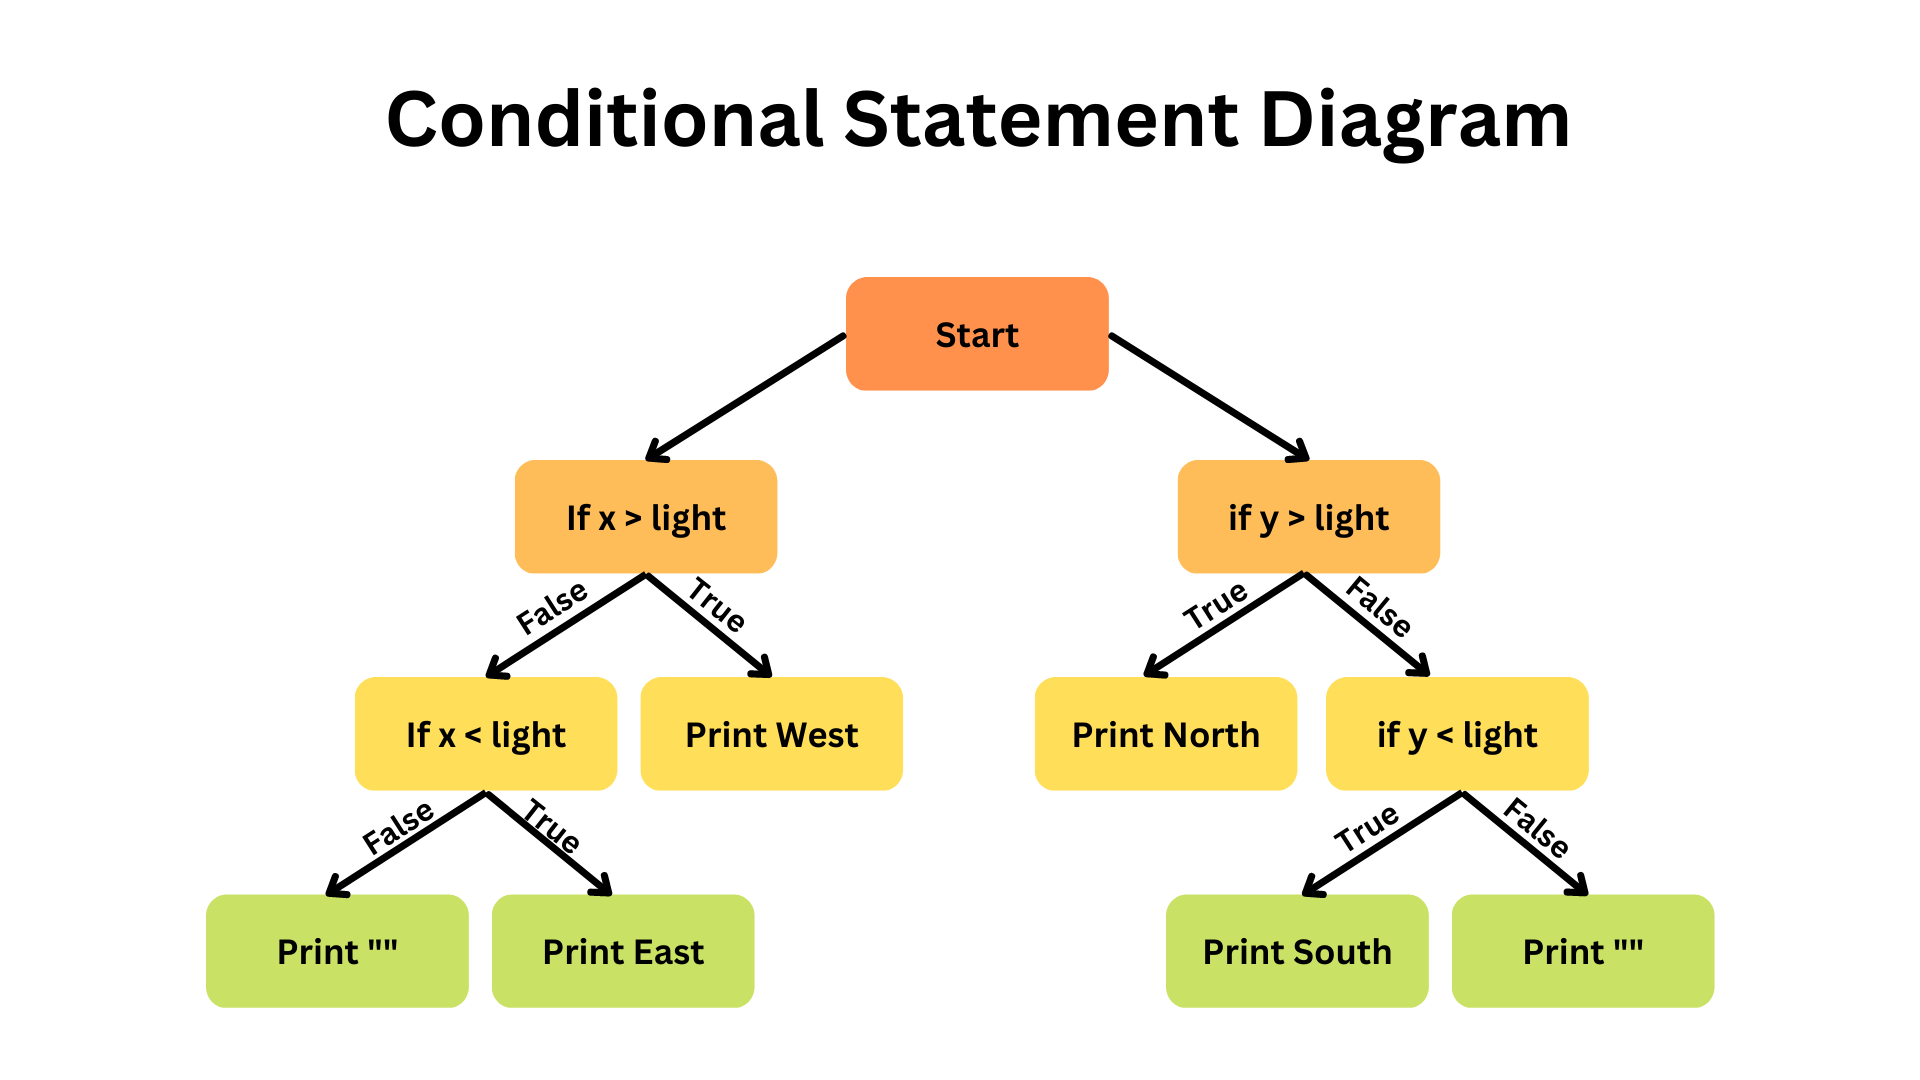 Conditional Statement Diagram
Start
If x > light
if y > light
False
True
True
False
If x < light
Print West
Print North
if y < light
False
True
True
False
Print ""
Print East
Print South
Print ""